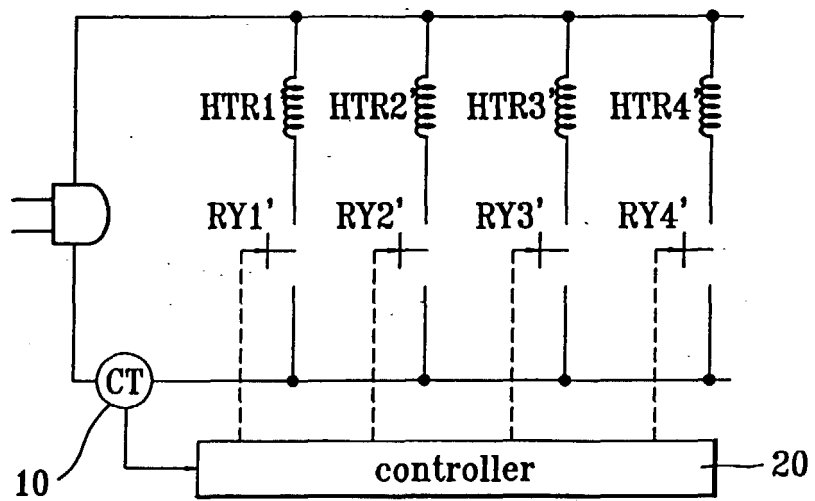 HTR1' HTR2' HTR3' HTR4'
RY1' RY2' RY3' RY4'
CT
10
controller
20